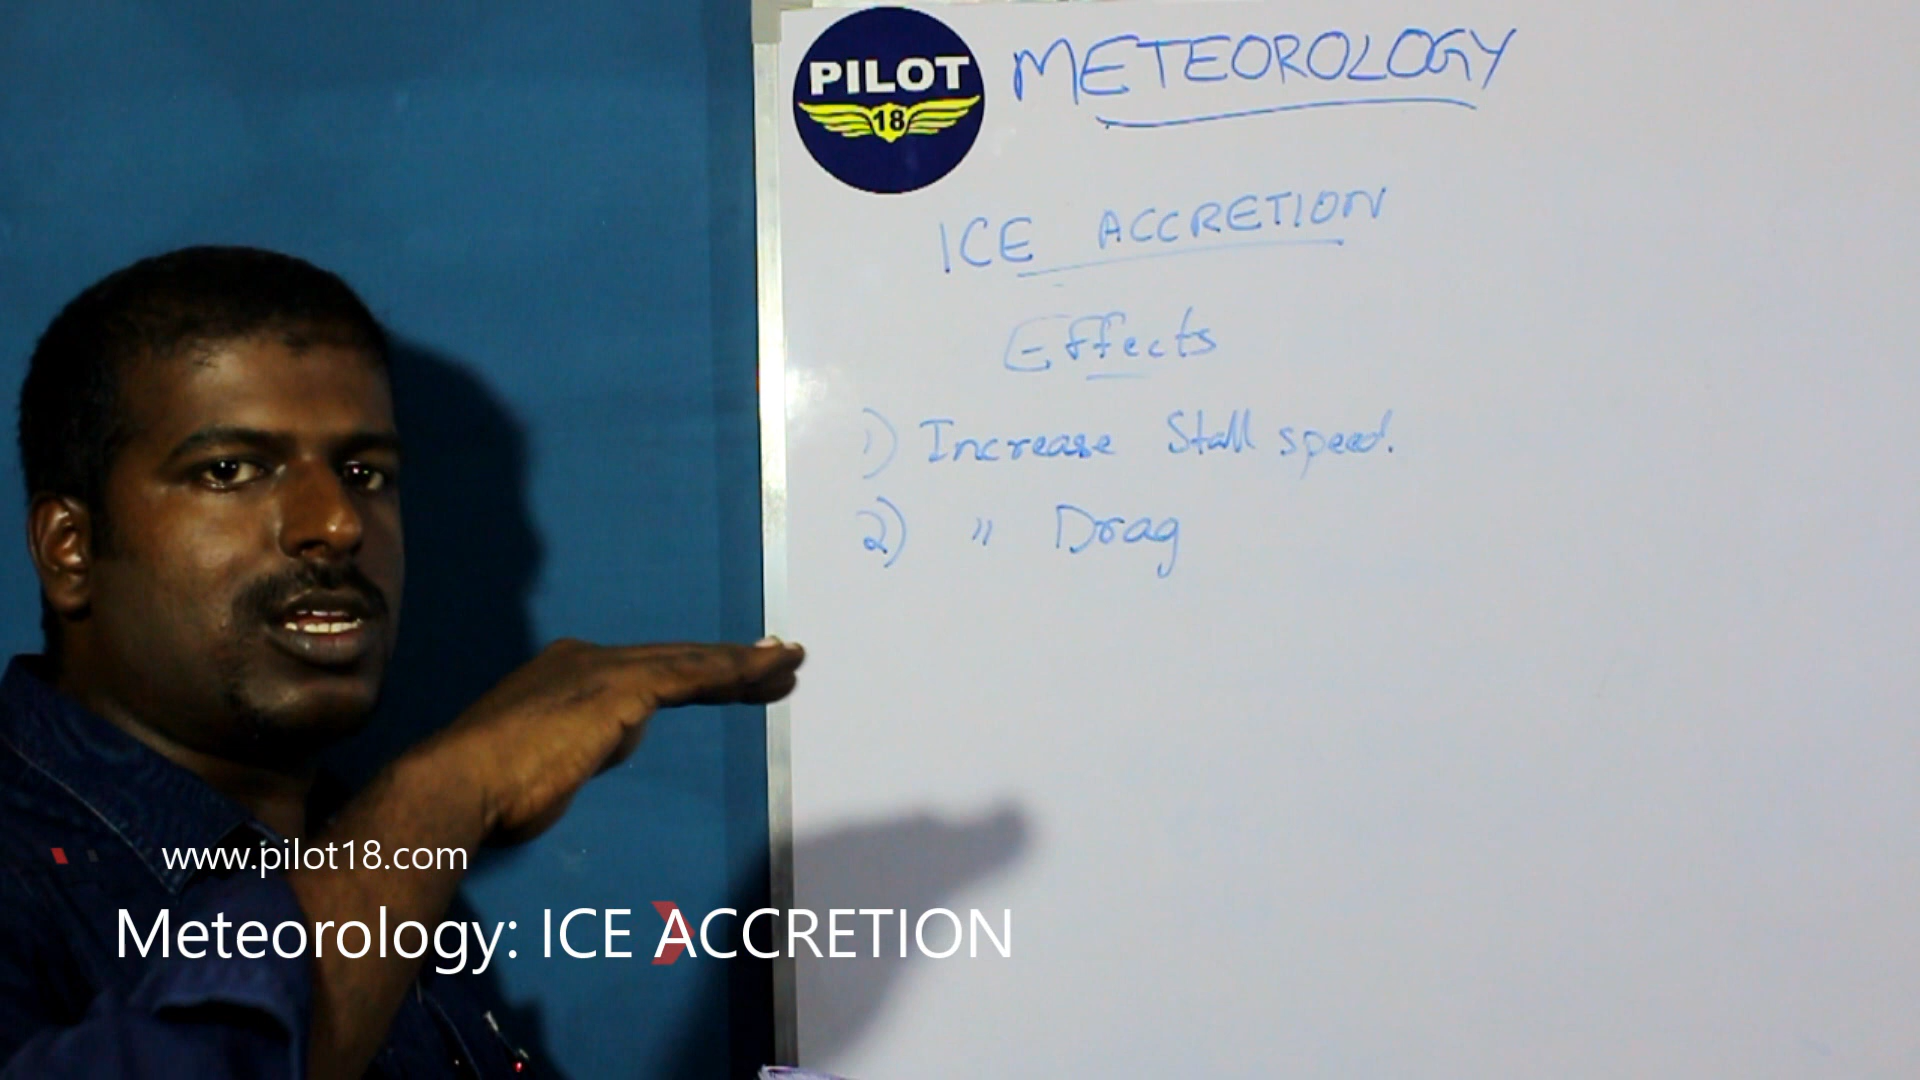 PILOT
18
METEOROLOGY
ICE ACCRETION
Effects
1) Increase Stall speed.
2) " Drag
www.pilot18.com
Meteorology: ICE ACCRETION